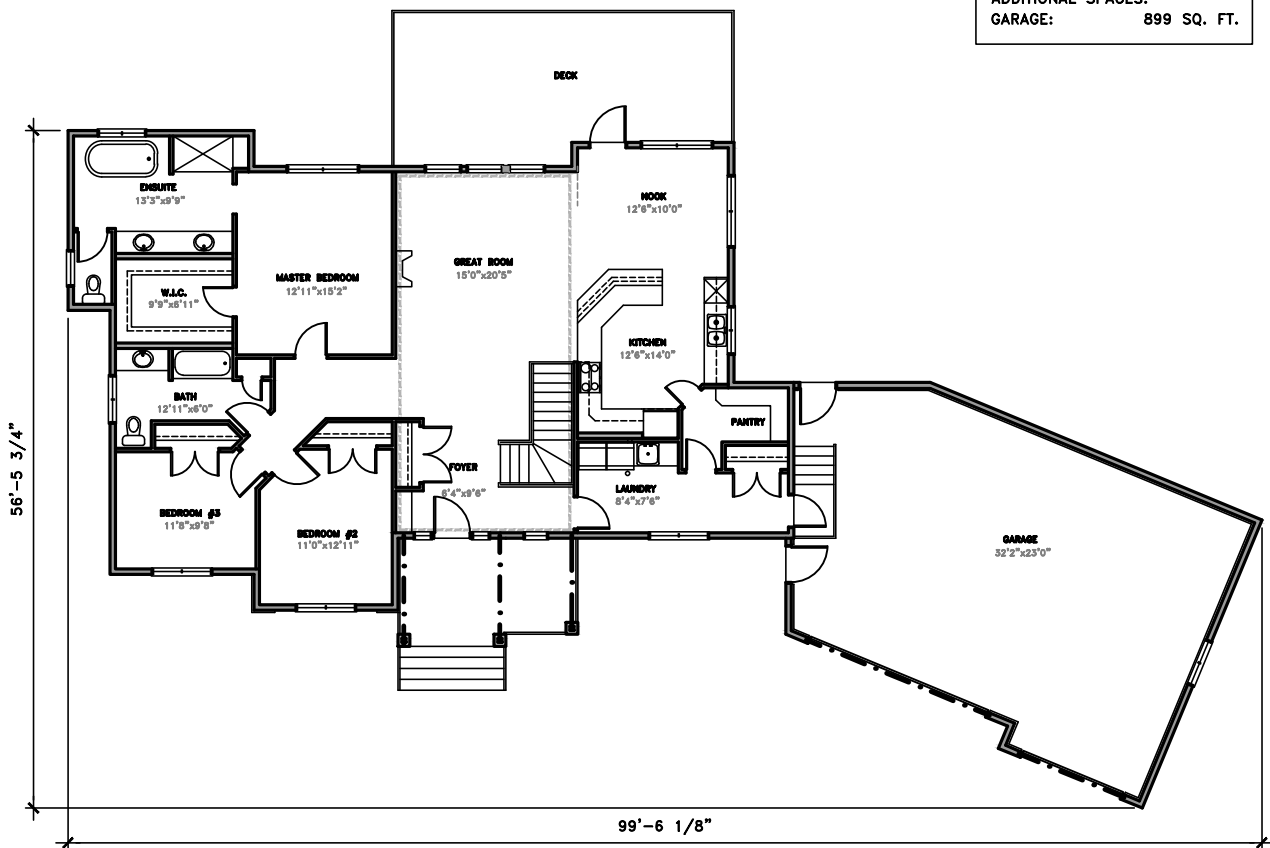 GARAGE: 899 SQ. FT.
DECK
ENSUITE
13'3"x9'9"
NOOK
12'6"x10'0"
GREAT ROOM
15'0"x20'5"
MASTER BEDROOM
12'11"x15'2"
W.I.C.
9'9"x6'11"
KITCHEN
12'6"x14'0"
BATH
12'11"x6'0"
PANTRY
FOYER
6'4"x9'6"
LAUNDRY
8'4"x7'6"
BEDROOM #3
11'8"x9'8"
BEDROOM #2
11'0"x12'11"
GARAGE
32'2"x23'0"
56'-5 3/4"
99'-6 1/8"